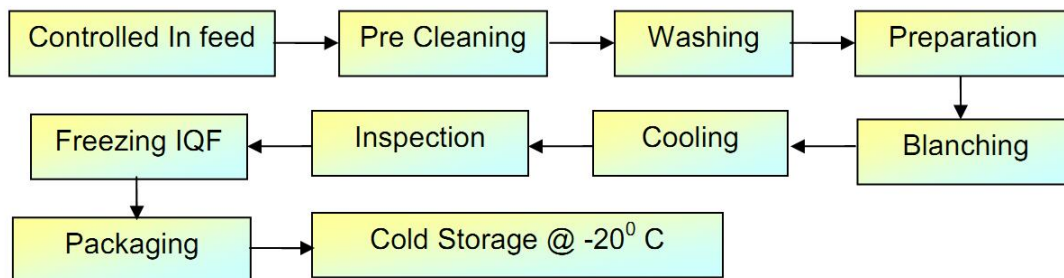 Controlled In feed
Pre Cleaning
Washing
Preparation
Blanching
Cooling
Inspection
Freezing IQF
Packaging
Cold Storage @ -20⁰ C